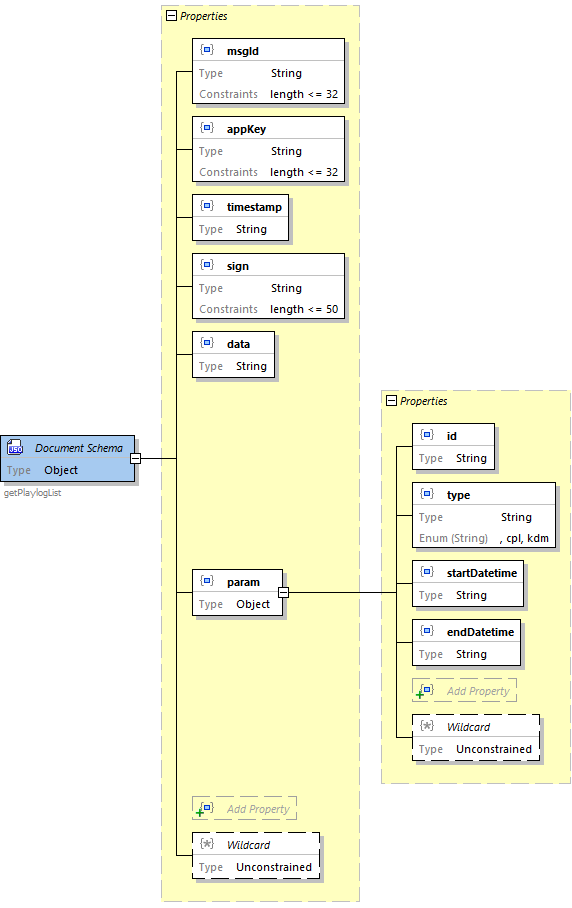 Properties
msgId
Type String
Constraints length <= 32
appKey
Type String
Constraints length <= 32
timestamp
Type String
sign
Type String
Constraints length <= 50
data
Type String
JSD Document Schema
Type Object
getPlaylogList
param
Type Object
Properties
id
Type String
type
Type String
Enum (String) , cpl, kdm
startDatetime
Type String
endDatetime
Type String
Add Property
Wildcard
Type Unconstrained
Add Property
Wildcard
Type Unconstrained